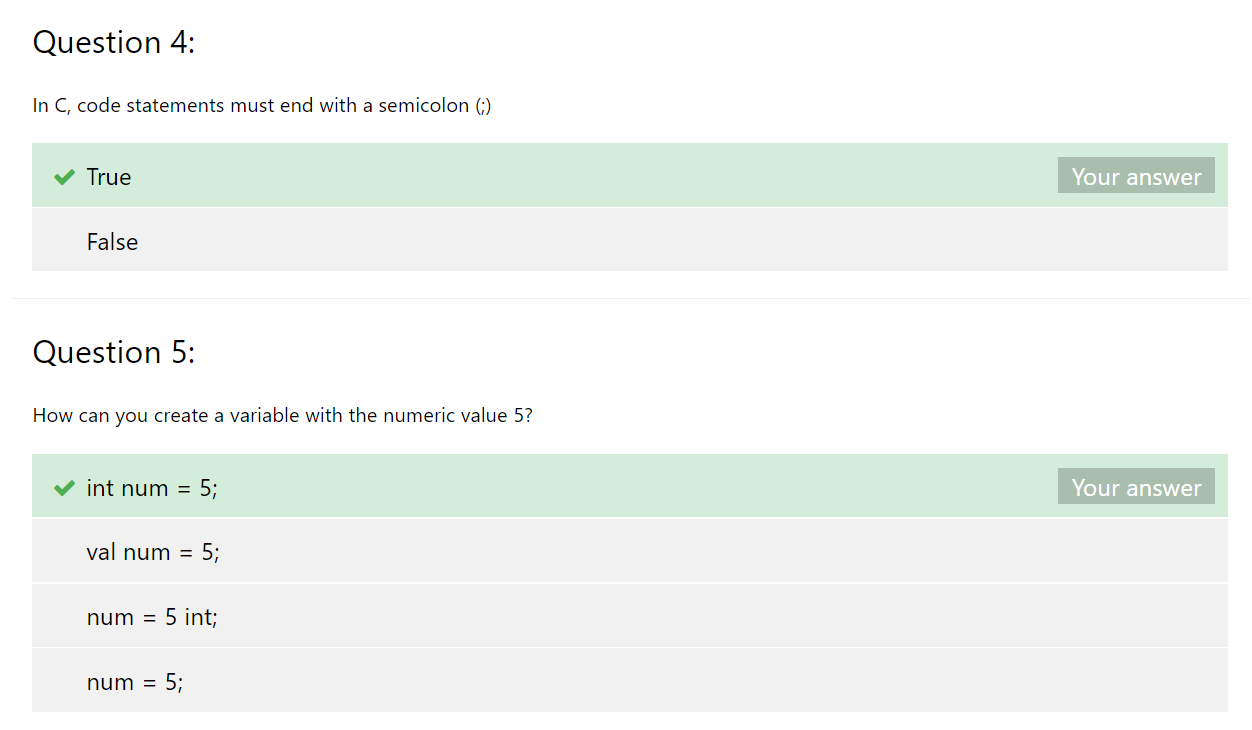 Question 4:
In C, code statements must end with a semicolon (;)
True
Your answer
False
Question 5:
How can you create a variable with the numeric value 5?
int num = 5;
Your answer
val num = 5;
num = 5 int;
num = 5;